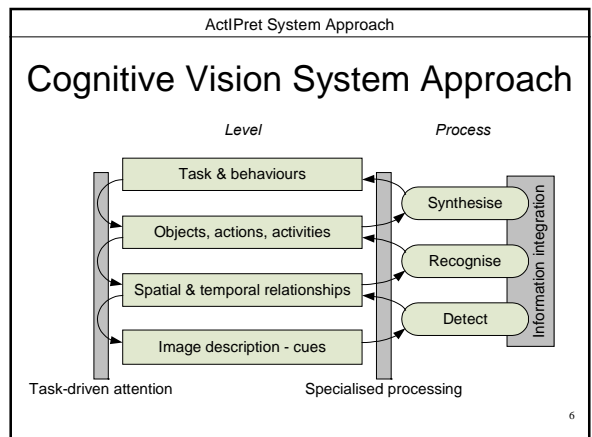 ActIPret System Approach
Cognitive Vision System Approach
Level
Process
Task & behaviours
Synthesise
Objects, actions, activities
Recognise
Spatial & temporal relationships
Detect
Image description - cues
Information integration
Task-driven attention
Specialised processing
6